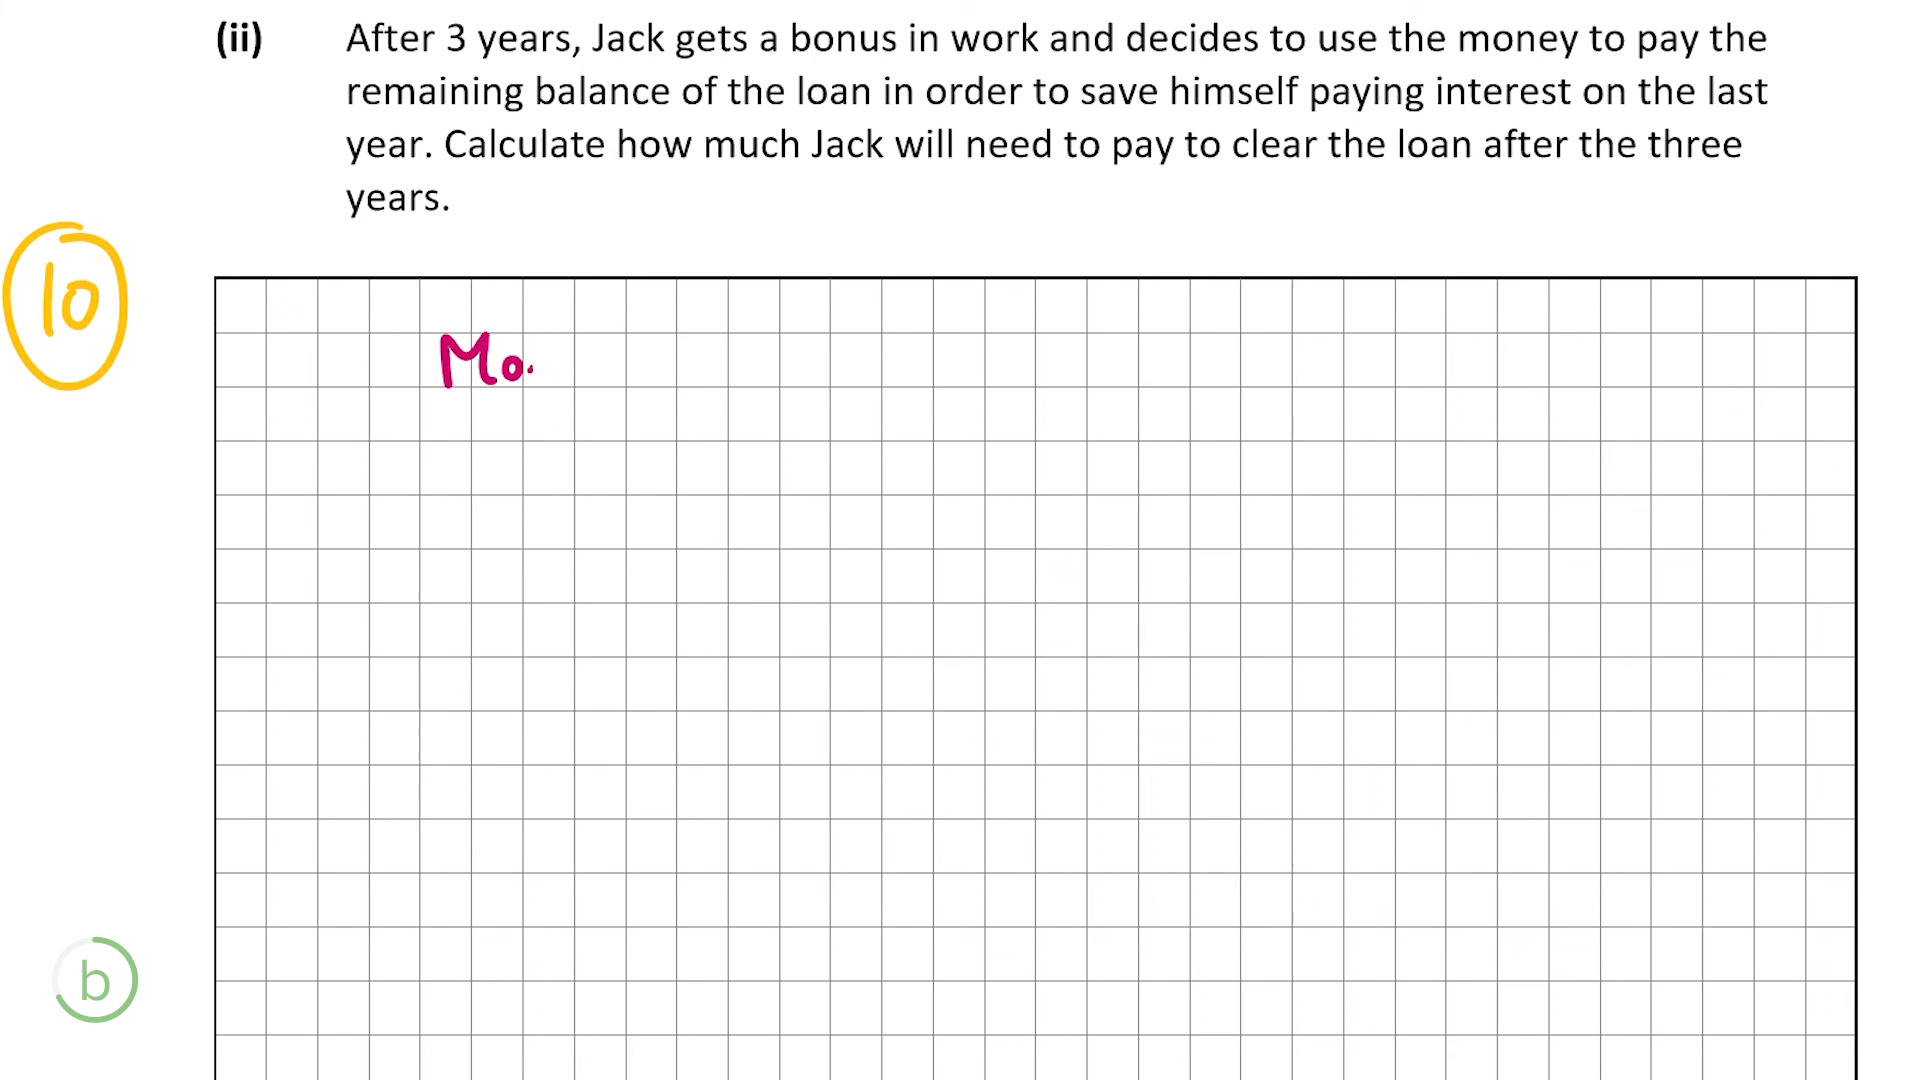 (ii) After 3 years, Jack gets a bonus in work and decides to use the money to pay the
remaining balance of the loan in order to save himself paying interest on the last
year. Calculate how much Jack will need to pay to clear the loan after the three
years.
10
Mo.
b